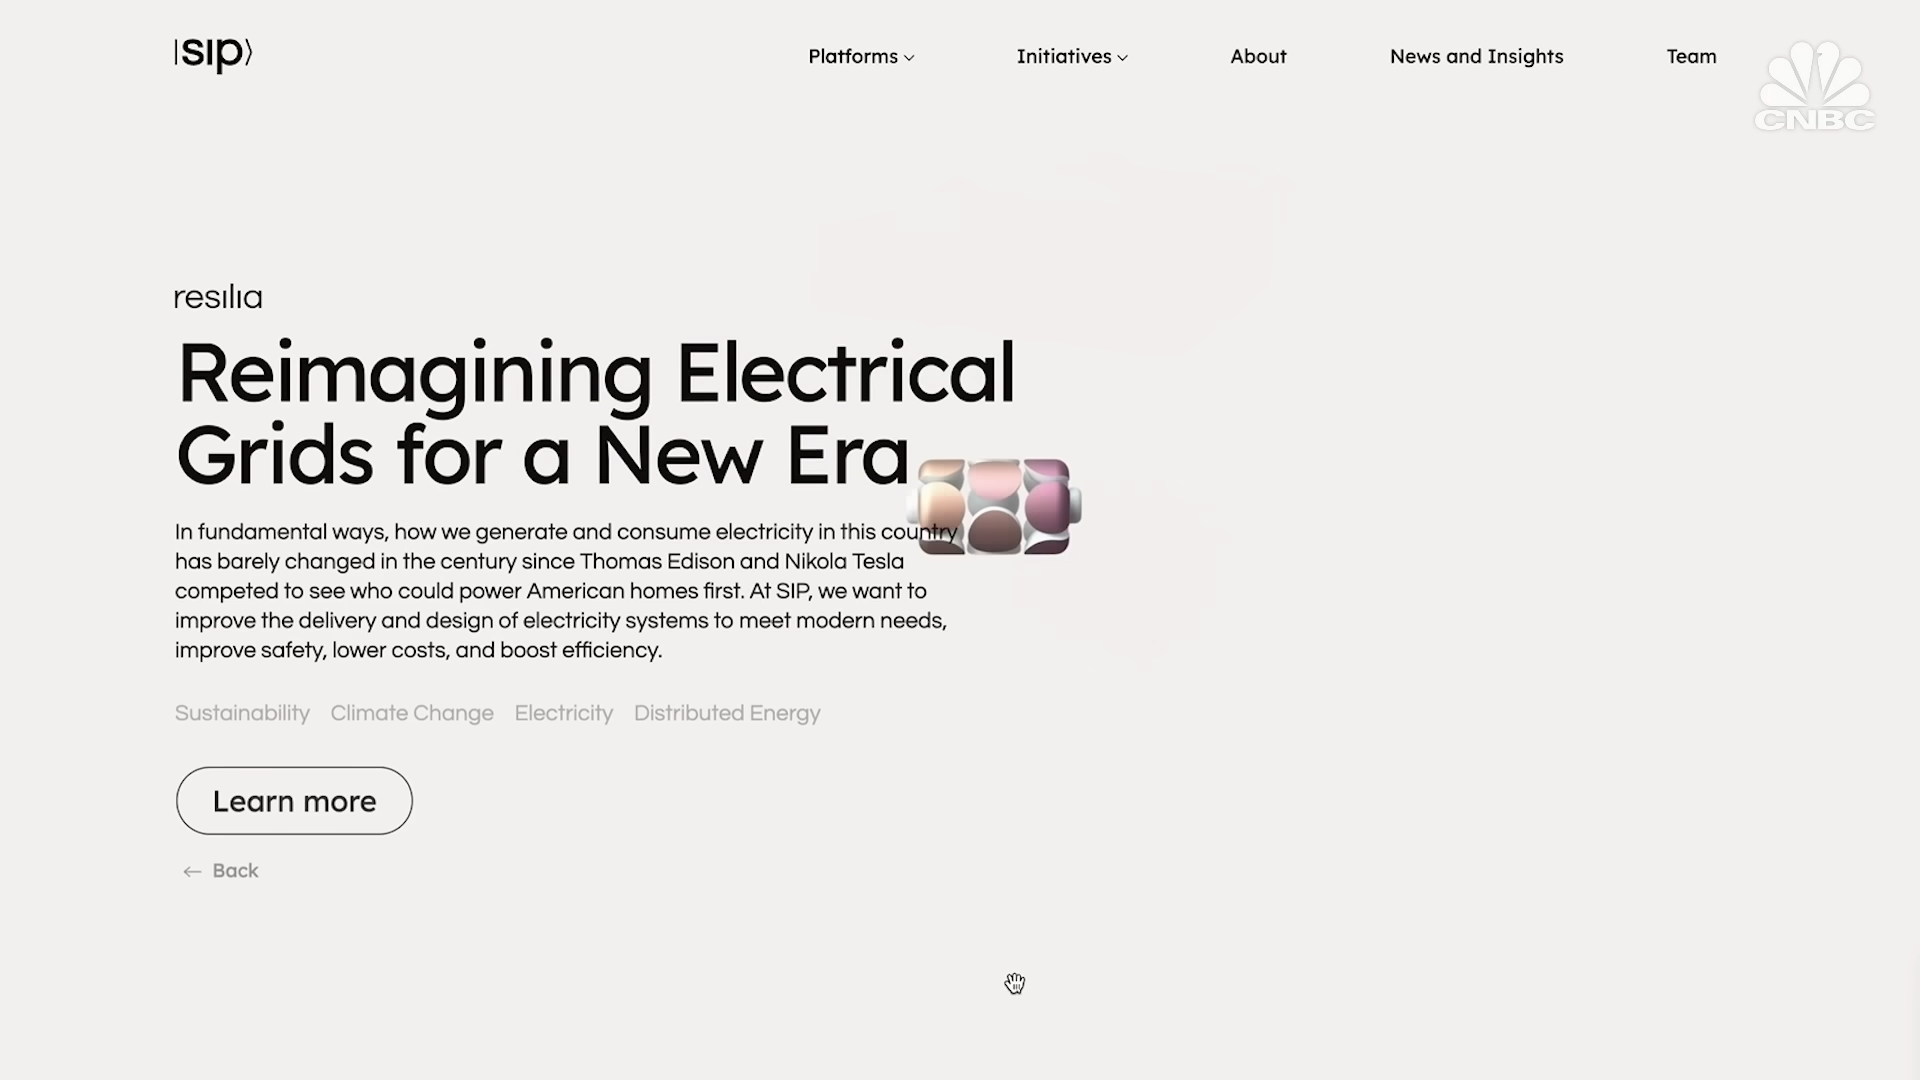 |sip⟩
Platforms
Initiatives
About
News and Insights
Team
CNBC
resilia
Reimagining Electrical
Grids for a New Era
In fundamental ways, how we generate and consume electricity in this country
has barely changed in the century since Thomas Edison and Nikola Tesla
competed to see who could power American homes first. At SIP, we want to
improve the delivery and design of electricity systems to meet modern needs,
improve safety, lower costs, and boost efficiency.
Sustainability Climate Change Electricity Distributed Energy
Learn more
← Back